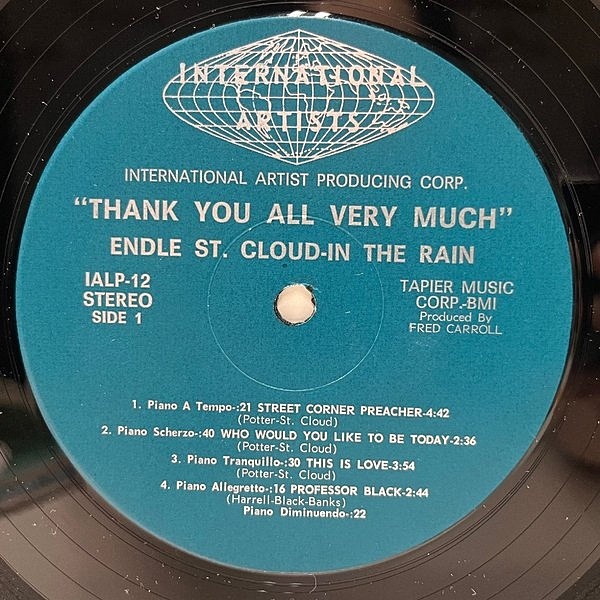 INTERNATIONAL
ARTISTS
INTERNATIONAL ARTIST PRODUCING CORP.
“THANK YOU ALL VERY MUCH”
ENDLE ST. CLOUD-IN THE RAIN
IALP-12
STEREO
SIDE 1
TAPIER MUSIC
CORP.-BMI
Produced By
FRED CARROLL
1. Piano A Tempo-:21 STREET CORNER PREACHER-4:42
(Potter-St. Cloud)
2. Piano Scherzo-:40 WHO WOULD YOU LIKE TO BE TODAY-2:36
(Potter-St. Cloud)
3. Piano Tranquillo-:30 THIS IS LOVE-3:54
(Potter-St. Cloud)
4. Piano Allegretto-:16 PROFESSOR BLACK-2:44
(Harrell-Black-Banks)
Piano Diminuendo-:22